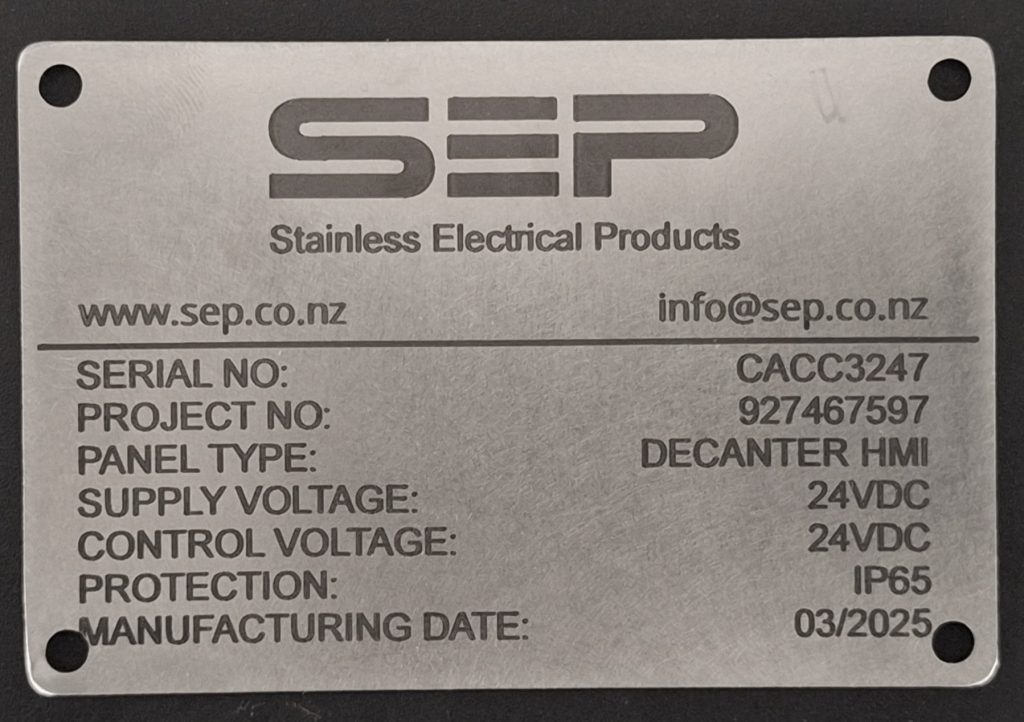 SEP
Stainless Electrical Products
www.sep.co.nz info@sep.co.nz
SERIAL NO: CACC3247
PROJECT NO: 927467597
PANEL TYPE: DECANTER HMI
SUPPLY VOLTAGE: 24VDC
CONTROL VOLTAGE: 24VDC
PROTECTION: IP65
MANUFACTURING DATE: 03/2025